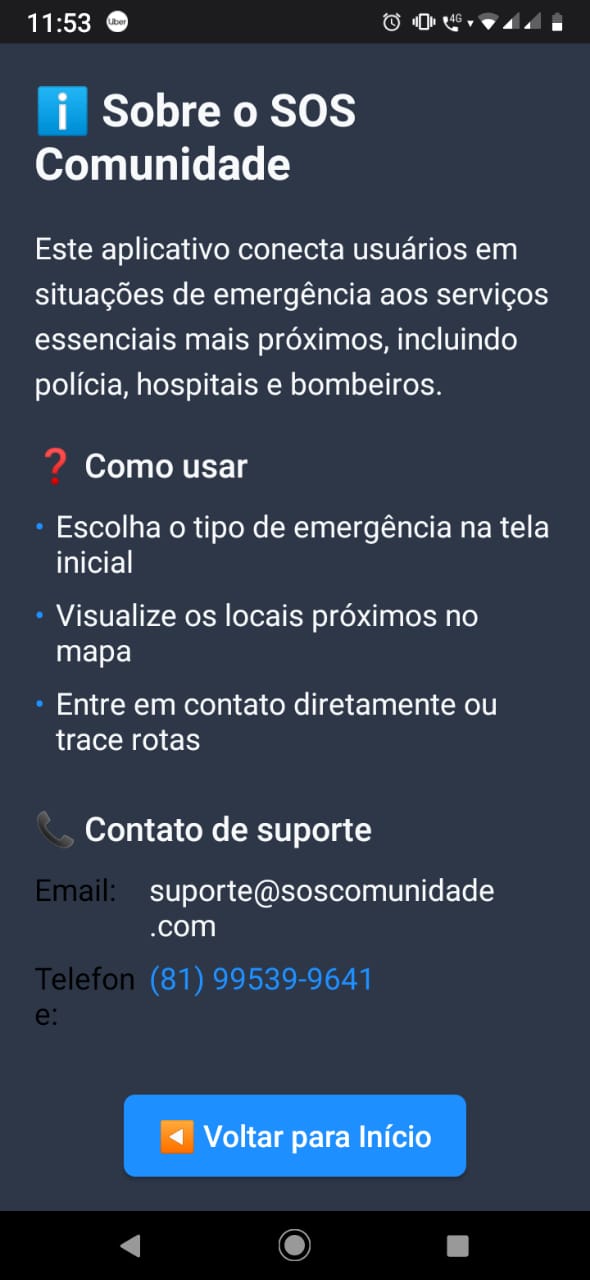 11:53 Uber 4G
ℹ️ Sobre o SOS
Comunidade
Este aplicativo conecta usuários em
situações de emergência aos serviços
essenciais mais próximos, incluindo
polícia, hospitais e bombeiros.
❓ Como usar
• Escolha o tipo de emergência na tela
inicial
• Visualize os locais próximos no
mapa
• Entre em contato diretamente ou
trace rotas
📞 Contato de suporte
Email: suporte@soscomunidade
.com
Telefon (81) 99539-9641
e:
◀️ Voltar para Início